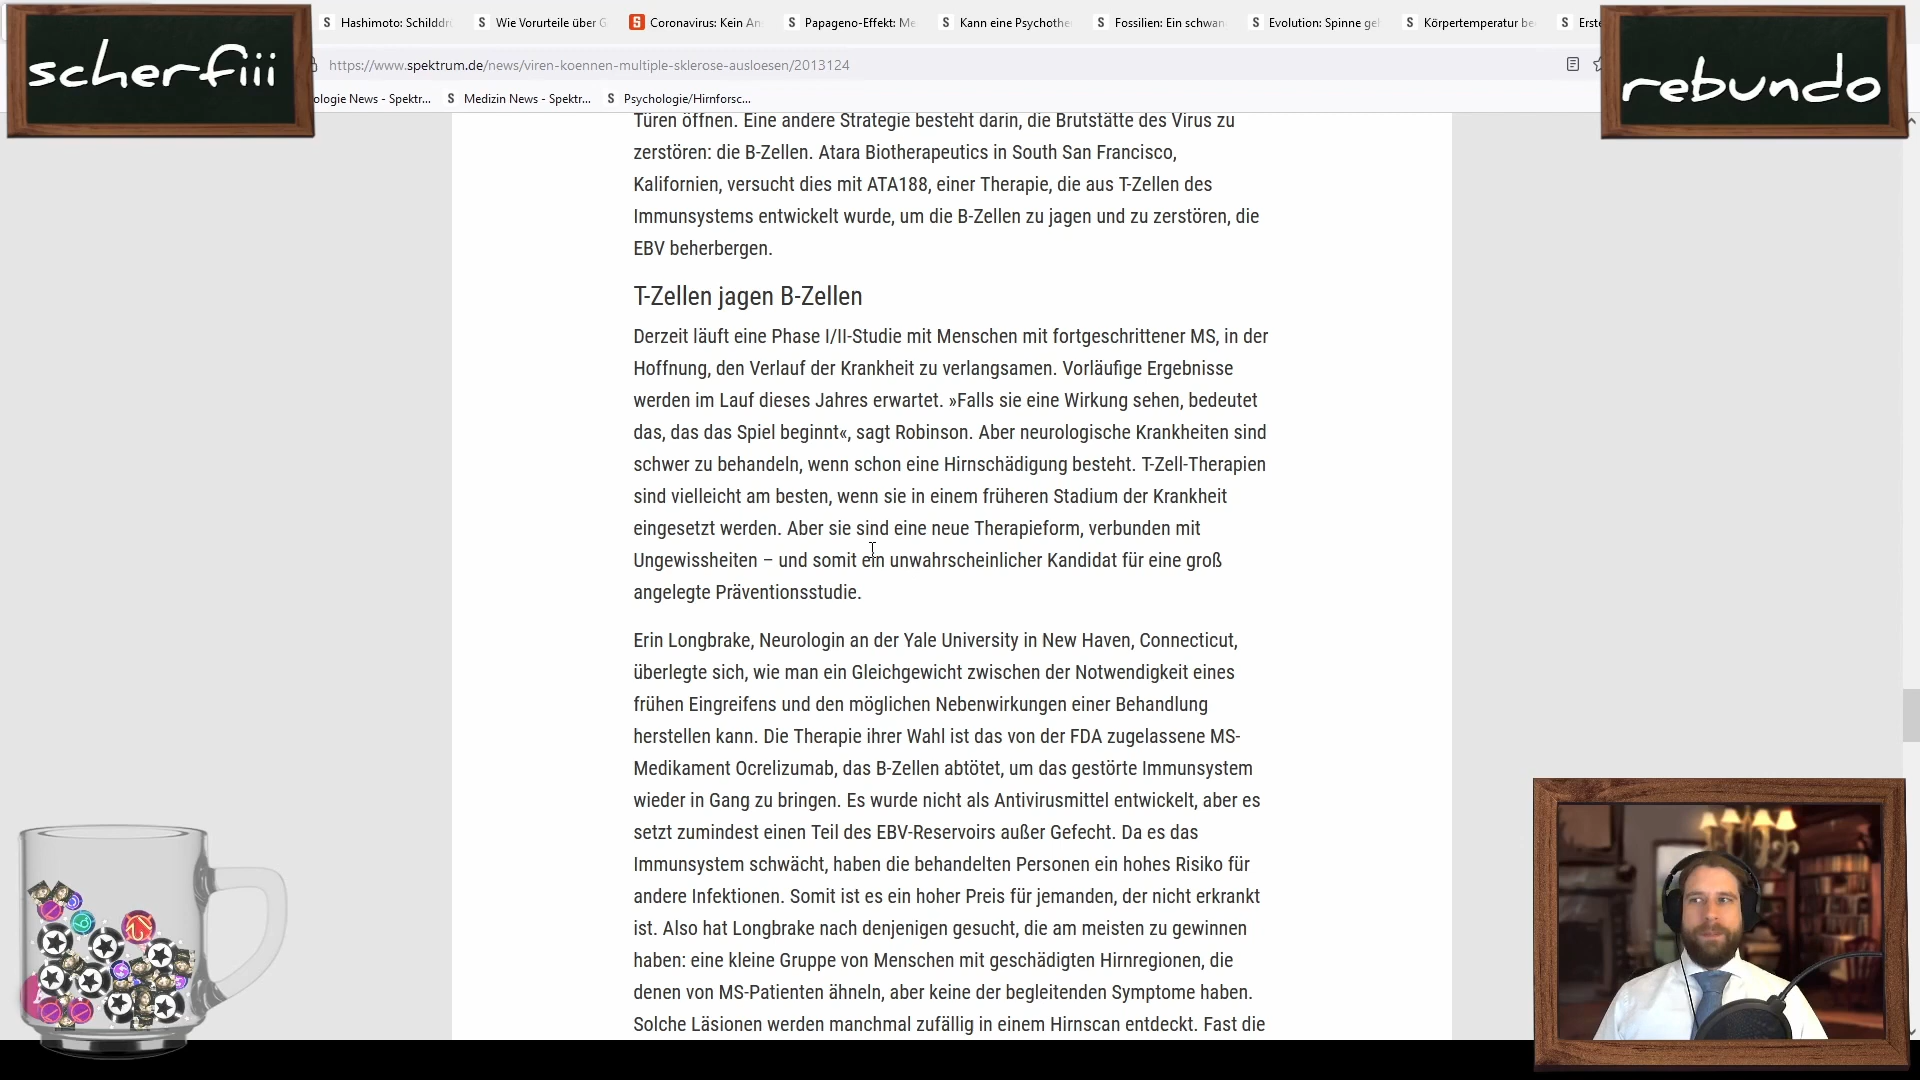 scherfiii
rebundo
Hashimoto: Schilddr
Wie Vorurteile über G
Coronavirus: Kein An
Papageno-Effekt: Me
Kann eine Psychothe
Fossilien: Ein schwan
Evolution: Spinne gel
Körpertemperatur be
Erste
https://www.spektrum.de/news/viren-koennen-multiple-sklerose-ausloesen/2013124
ologie News - Spektr...
Medizin News - Spektr...
Psychologie/Hirnforsc...
Türen öffnen. Eine andere Strategie besteht darin, die Brutstätte des Virus zu
zerstören: die B-Zellen. Atara Biotherapeutics in South San Francisco,
Kalifornien, versucht dies mit ATA188, einer Therapie, die aus T-Zellen des
Immunsystems entwickelt wurde, um die B-Zellen zu jagen und zu zerstören, die
EBV beherbergen.
T-Zellen jagen B-Zellen
Derzeit läuft eine Phase I/II-Studie mit Menschen mit fortgeschrittener MS, in der
Hoffnung, den Verlauf der Krankheit zu verlangsamen. Vorläufige Ergebnisse
werden im Lauf dieses Jahres erwartet. »Falls sie eine Wirkung sehen, bedeutet
das, das das Spiel beginnt«, sagt Robinson. Aber neurologische Krankheiten sind
schwer zu behandeln, wenn schon eine Hirnschädigung besteht. T-Zell-Therapien
sind vielleicht am besten, wenn sie in einem früheren Stadium der Krankheit
eingesetzt werden. Aber sie sind eine neue Therapieform, verbunden mit
Ungewissheiten – und somit ein unwahrscheinlicher Kandidat für eine groß
angelegte Präventionsstudie.
Erin Longbrake, Neurologin an der Yale University in New Haven, Connecticut,
überlegte sich, wie man ein Gleichgewicht zwischen der Notwendigkeit eines
frühen Eingreifens und den möglichen Nebenwirkungen einer Behandlung
herstellen kann. Die Therapie ihrer Wahl ist das von der FDA zugelassene MS-
Medikament Ocrelizumab, das B-Zellen abtötet, um das gestörte Immunsystem
wieder in Gang zu bringen. Es wurde nicht als Antivirusmittel entwickelt, aber es
setzt zumindest einen Teil des EBV-Reservoirs außer Gefecht. Da es das
Immunsystem schwächt, haben die behandelten Personen ein hohes Risiko für
andere Infektionen. Somit ist es ein hoher Preis für jemanden, der nicht erkrankt
ist. Also hat Longbrake nach denjenigen gesucht, die am meisten zu gewinnen
haben: eine kleine Gruppe von Menschen mit geschädigten Hirnregionen, die
denen von MS-Patienten ähneln, aber keine der begleitenden Symptome haben.
Solche Läsionen werden manchmal zufällig in einem Hirnscan entdeckt. Fast die